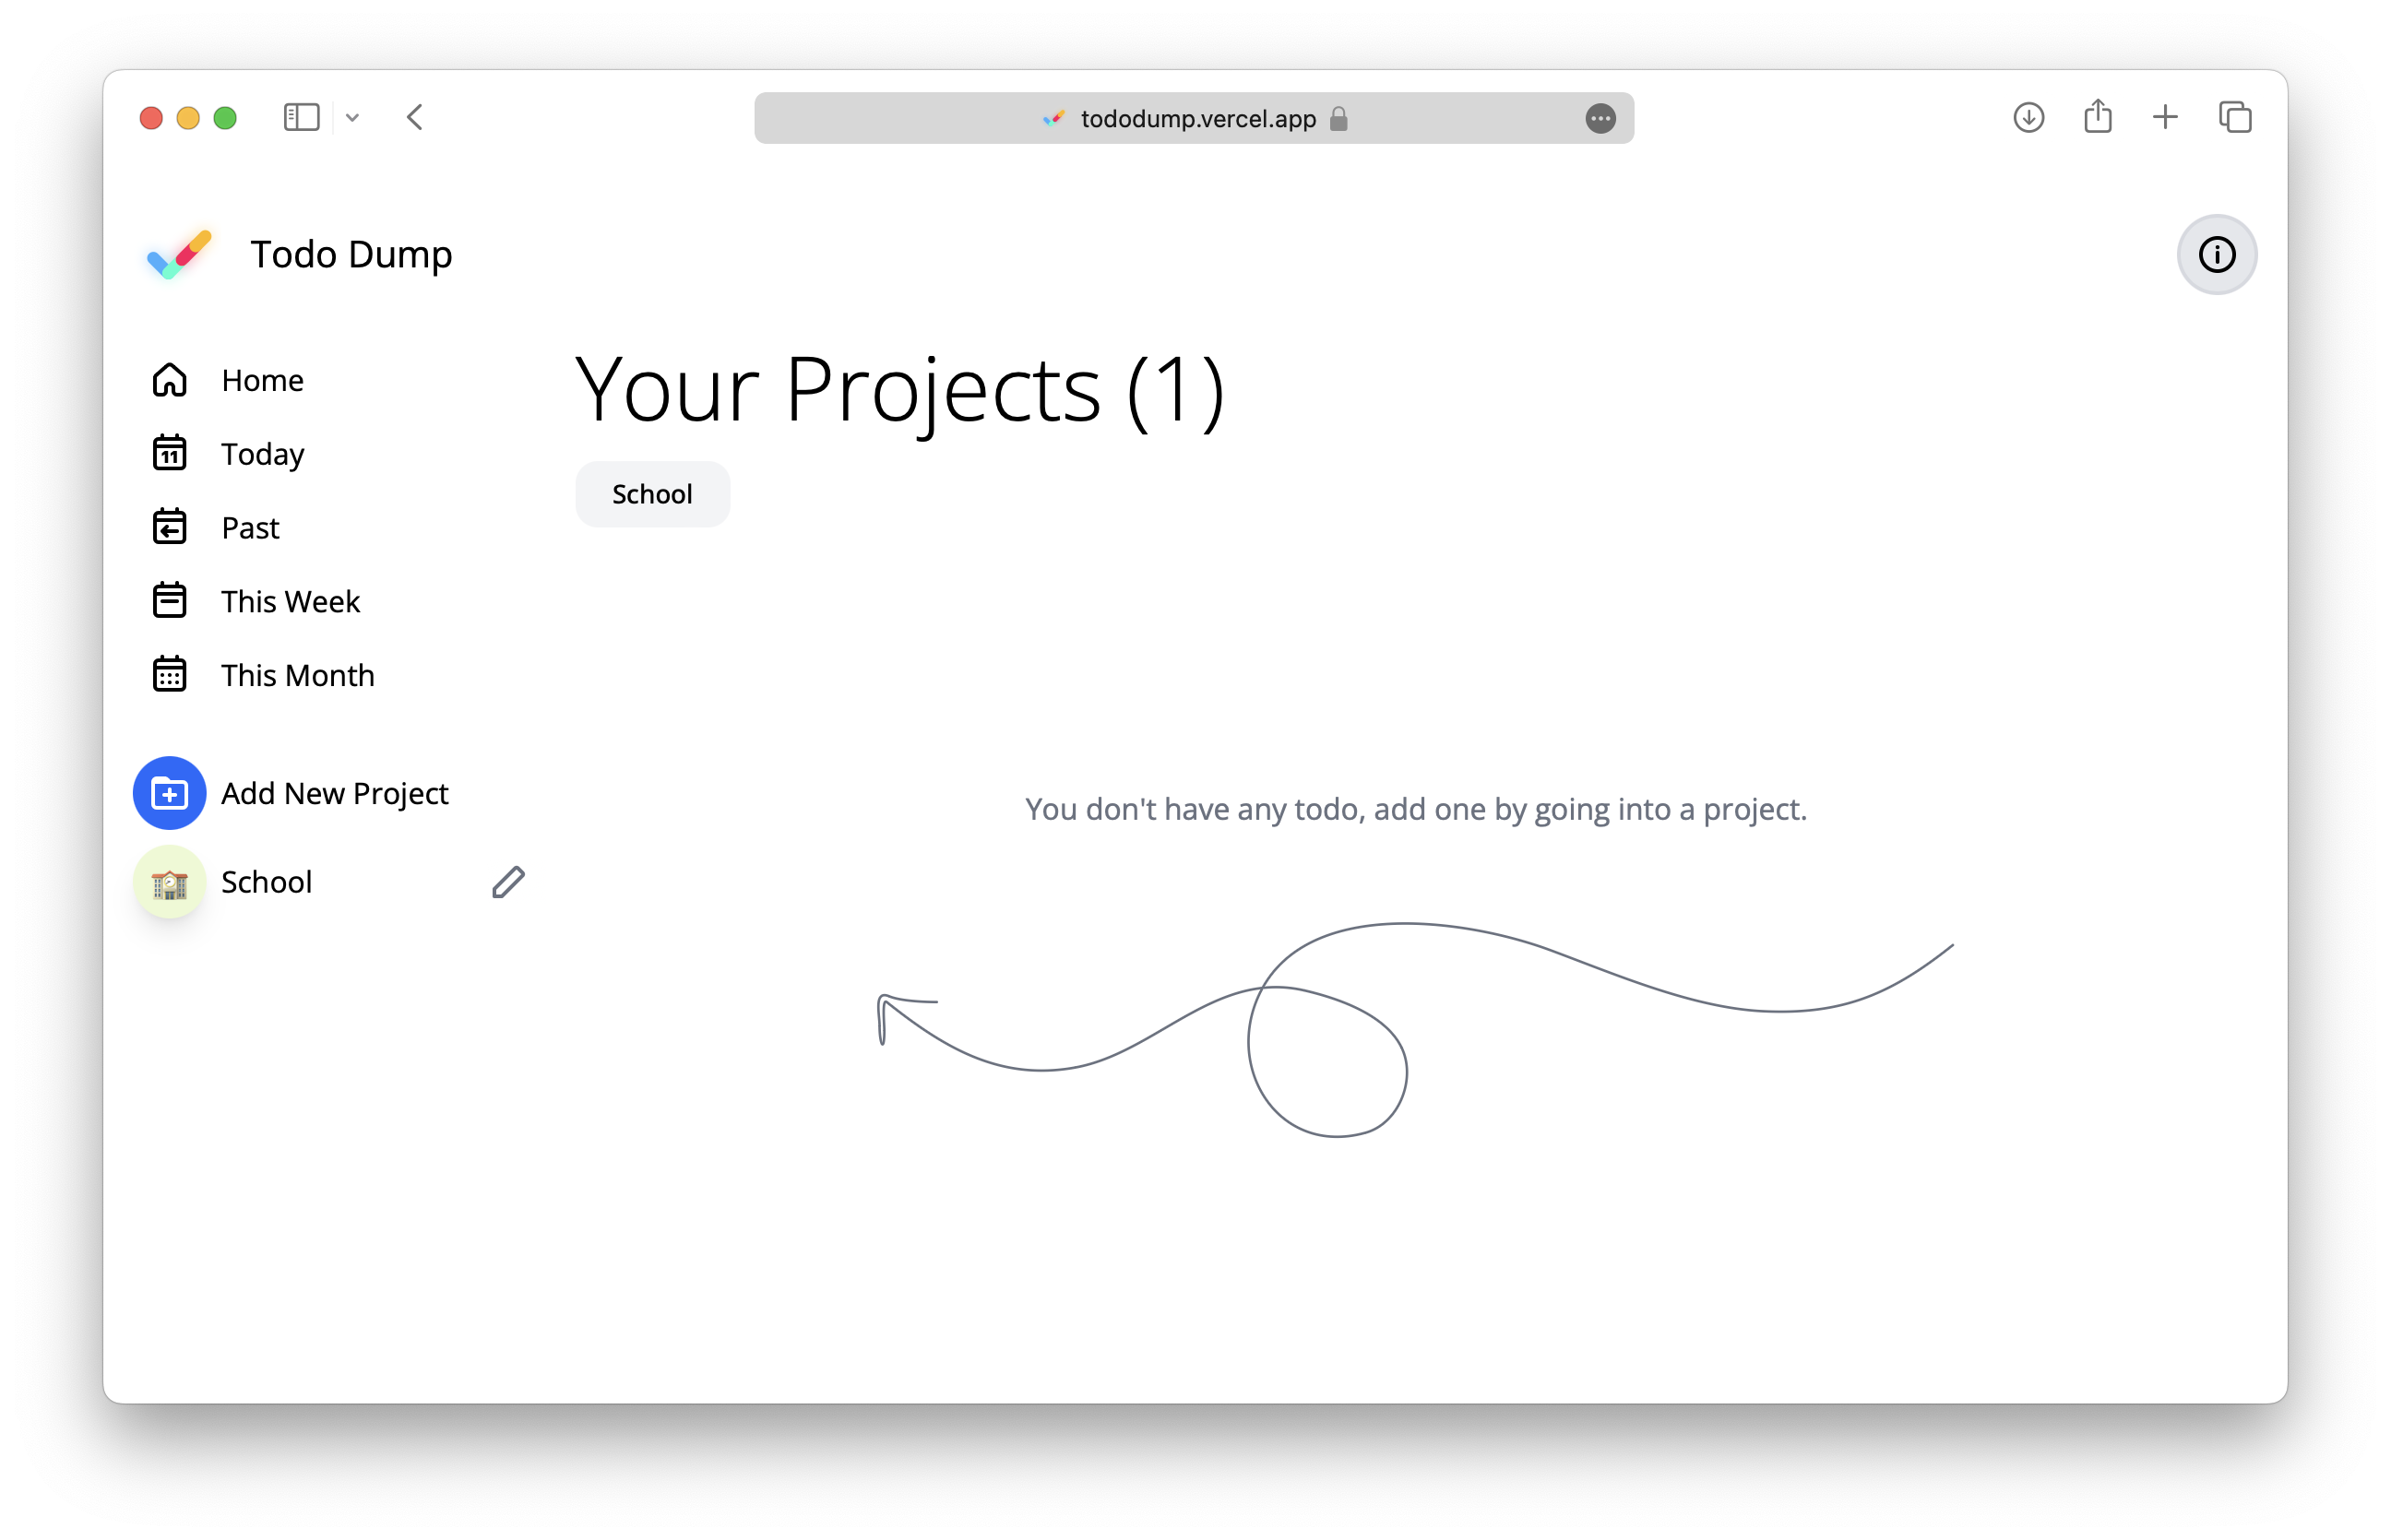 tododump.vercel.app
Todo Dump
Home
11
Today
Past
This Week
This Month
Add New Project
School
Your Projects (1)
School
You don't have any todo, add one by going into a project.